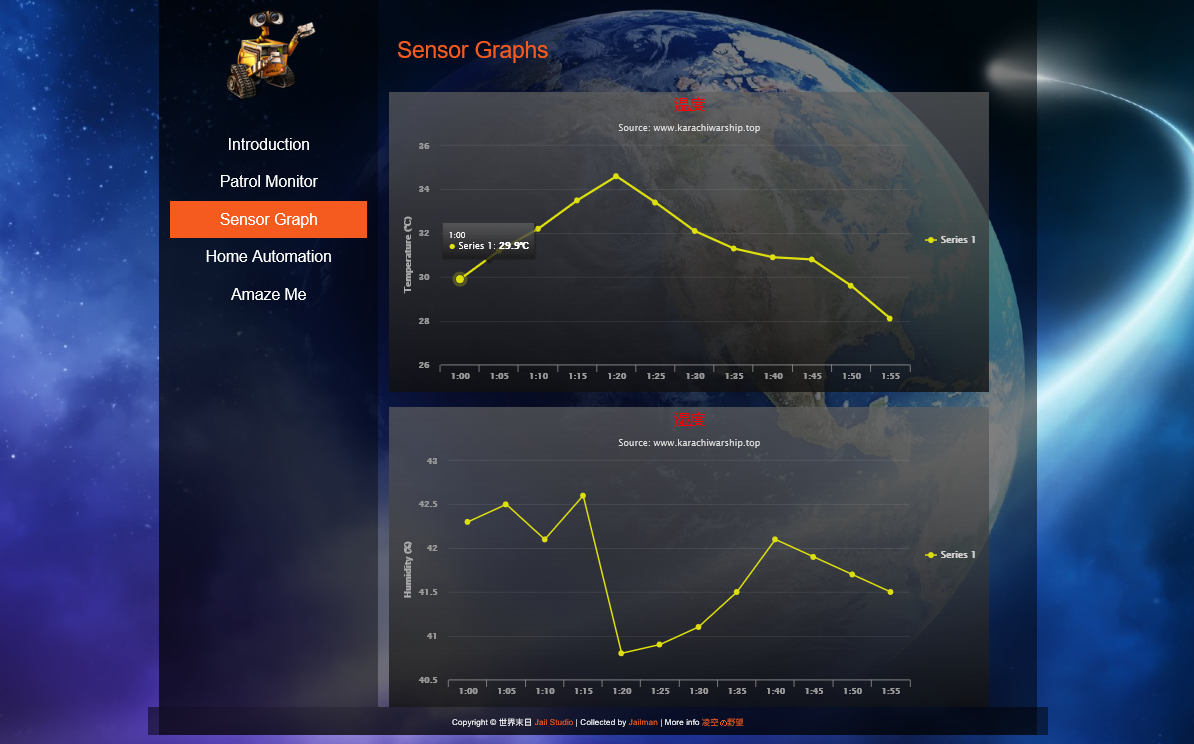 Sensor Graphs
Introduction
Patrol Monitor
Sensor Graph
Home Automation
Amaze Me
Source: www.karachiwarship.top
Temperature (℃)
36
34
32
30
28
26
1:00
Series 1: 29.9℃
1:00 1:05 1:10 1:15 1:20 1:25 1:30 1:35 1:40 1:45 1:50 1:55
Series 1
Source: www.karachiwarship.top
43
42.5
42
41.5
41
40.5
1:00 1:05 1:10 1:15 1:20 1:25 1:30 1:35 1:40 1:45 1:50 1:55
Series 1
Copyright © 世界末日 Jail Studio | Collected by Jailman | More info 凌空の野望